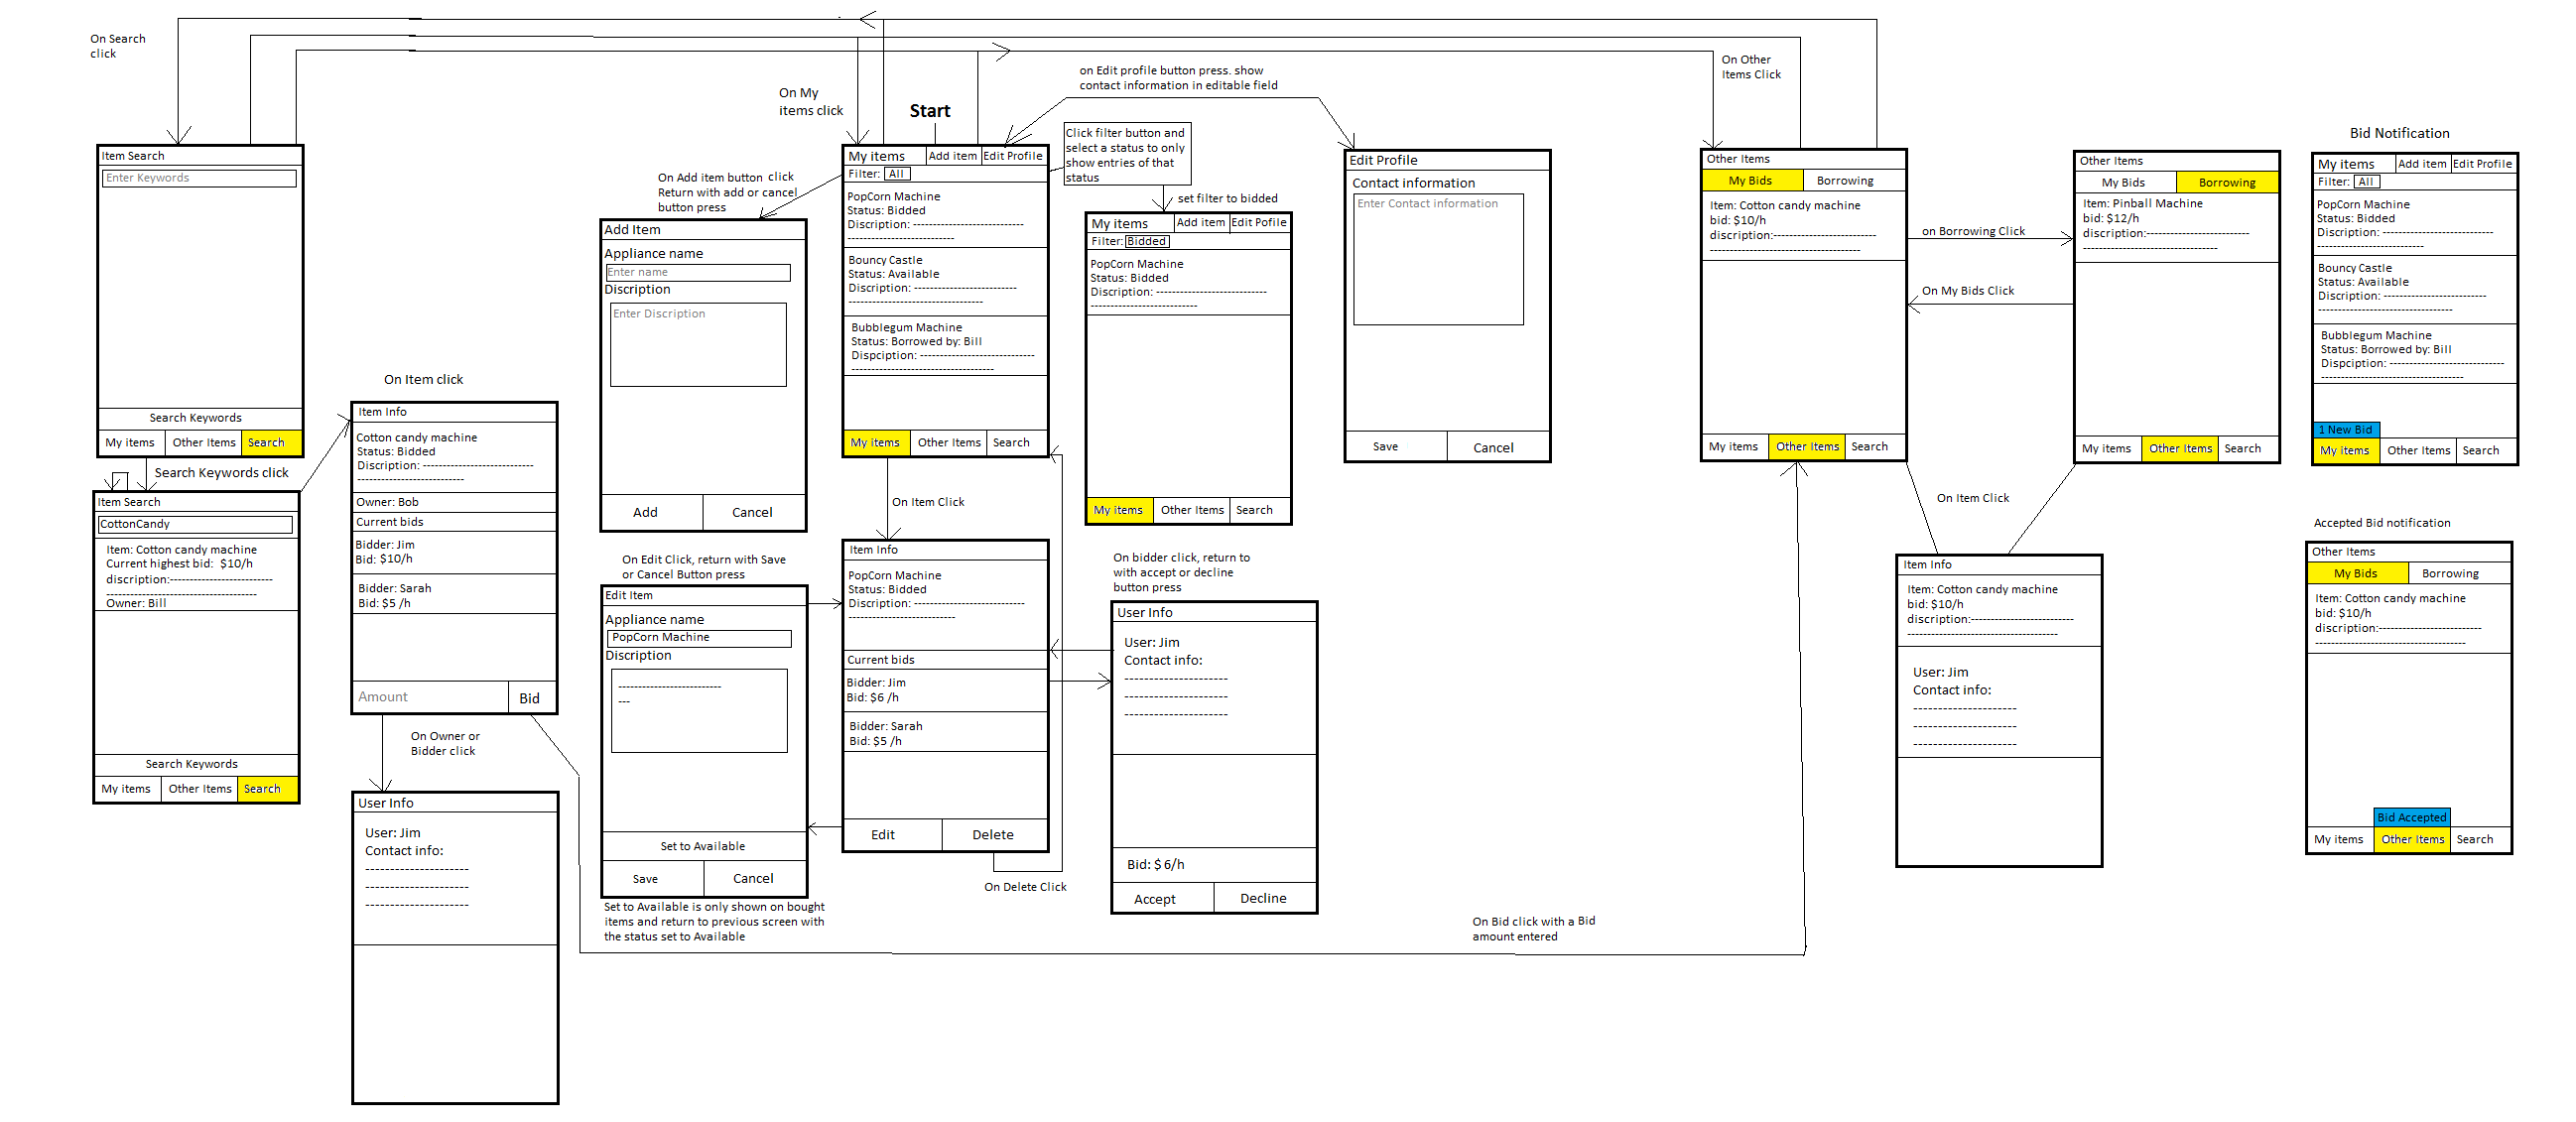 On Search
click
Item Search
Enter Keywords
Search Keywords
My items Other Items Search
Search Keywords click
Item Search
CottonCandy
Item: Cotton candy machine
Current highest bid: $10/h
discription:---------------------------
---------------------------------------
Owner: Bill
Search Keywords
My items Other Items Search
On Item click
Item Info
Cotton candy machine
Status: Bidded
Discription: -----------------------------
----------------------------
Owner: Bob
Current bids
Bidder: Jim
Bid: $10/h
Bidder: Sarah
Bid: $5 /h
Amount Bid
On Owner or
Bidder click
User Info
User: Jim
Contact info:
----------------------
----------------------
----------------------
On Add item button click
Return with add or cancel
button press
Add Item
Appliance name
Enter name
Discription
Enter Discription
Add Cancel
On Edit Click, return with Save
or Cancel Button press
Edit Item
Appliance name
PopCorn Machine
Discription
---------------------------
---
Set to Available
Save Cancel
Set to Available is only shown on bought
items and return to previous screen with
the status set to Available
On My
items click
Start
My items Add item Edit Profile
Filter: All
PopCorn Machine
Status: Bidded
Discription: -----------------------------
----------------------------
Bouncy Castle
Status: Available
Discription: ---------------------------
-----------------------------------
Bubblegum Machine
Status: Borrowed by: Bill
Dispciption: ------------------------------
-------------------------------------
My items Other Items Search
On Item Click
Item Info
PopCorn Machine
Status: Bidded
Discription: -----------------------------
----------------------------
Current bids
Bidder: Jim
Bid: $6 /h
Bidder: Sarah
Bid: $5 /h
Edit Delete
On Delete Click
on Edit profile button press. show
contact information in editable field
Click filter button and
select a status to only
show entries of that
status
set filter to bidded
My items Add item Edit Pofile
Filter: Bidded
PopCorn Machine
Status: Bidded
Discription: -----------------------------
----------------------------
My items Other Items Search
On bidder click, return to
with accept or decline
button press
User Info
User: Jim
Contact info:
----------------------
----------------------
----------------------
Bid: $ 6/h
Accept Decline
Edit Profile
Contact information
Enter Contact information
Save Cancel
On Bid click with a Bid
amount entered
On Other
Items Click
Other Items
My Bids Borrowing
Item: Cotton candy machine
bid: $10/h
discription:---------------------------
---------------------------------------
My items Other Items Search
on Borrowing Click
On My Bids Click
Other Items
My Bids Borrowing
Item: Pinball Machine
bid: $12/h
discription:---------------------------
-----------------------------------
My items Other Items Search
On Item Click
Item Info
Item: Cotton candy machine
bid: $10/h
discription:---------------------------
---------------------------------------
User: Jim
Contact info:
----------------------
----------------------
----------------------
Bid Notification
My items Add item Edit Profile
Filter: All
PopCorn Machine
Status: Bidded
Discription: -----------------------------
----------------------------
Bouncy Castle
Status: Available
Discription: ---------------------------
-----------------------------------
Bubblegum Machine
Status: Borrowed by: Bill
Dispciption: ------------------------------
-------------------------------------
1 New Bid
My items Other Items Search
Accepted Bid notification
Other Items
My Bids Borrowing
Item: Cotton candy machine
bid: $10/h
discription:---------------------------
---------------------------------------
Bid Accepted
My items Other Items Search